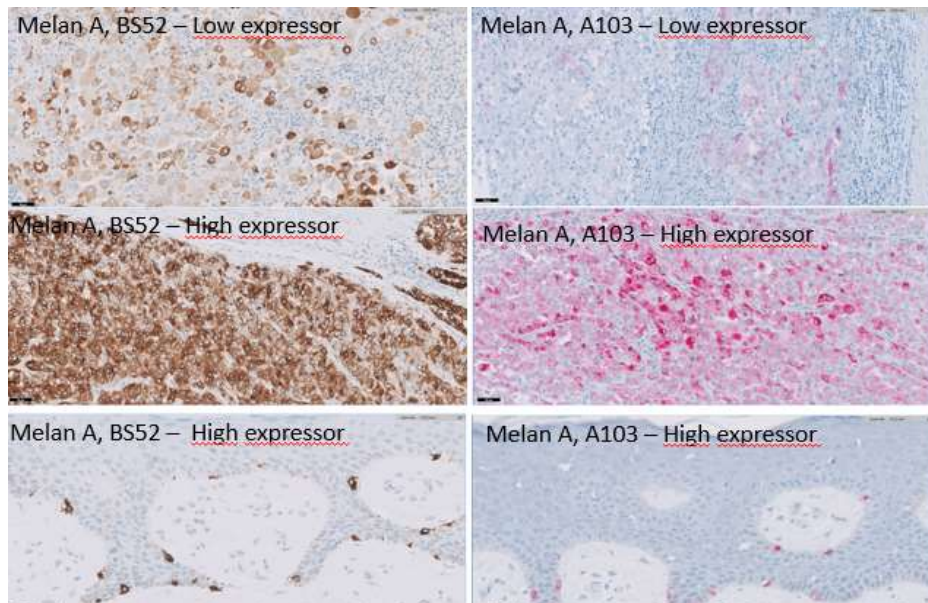 Melan A, BS52 – Low expressor
Melan A, A103 – Low expressor
Melan A, BS52 – High expressor
Melan A, A103 – High expressor
Melan A, BS52 – High expressor
Melan A, A103 – High expressor